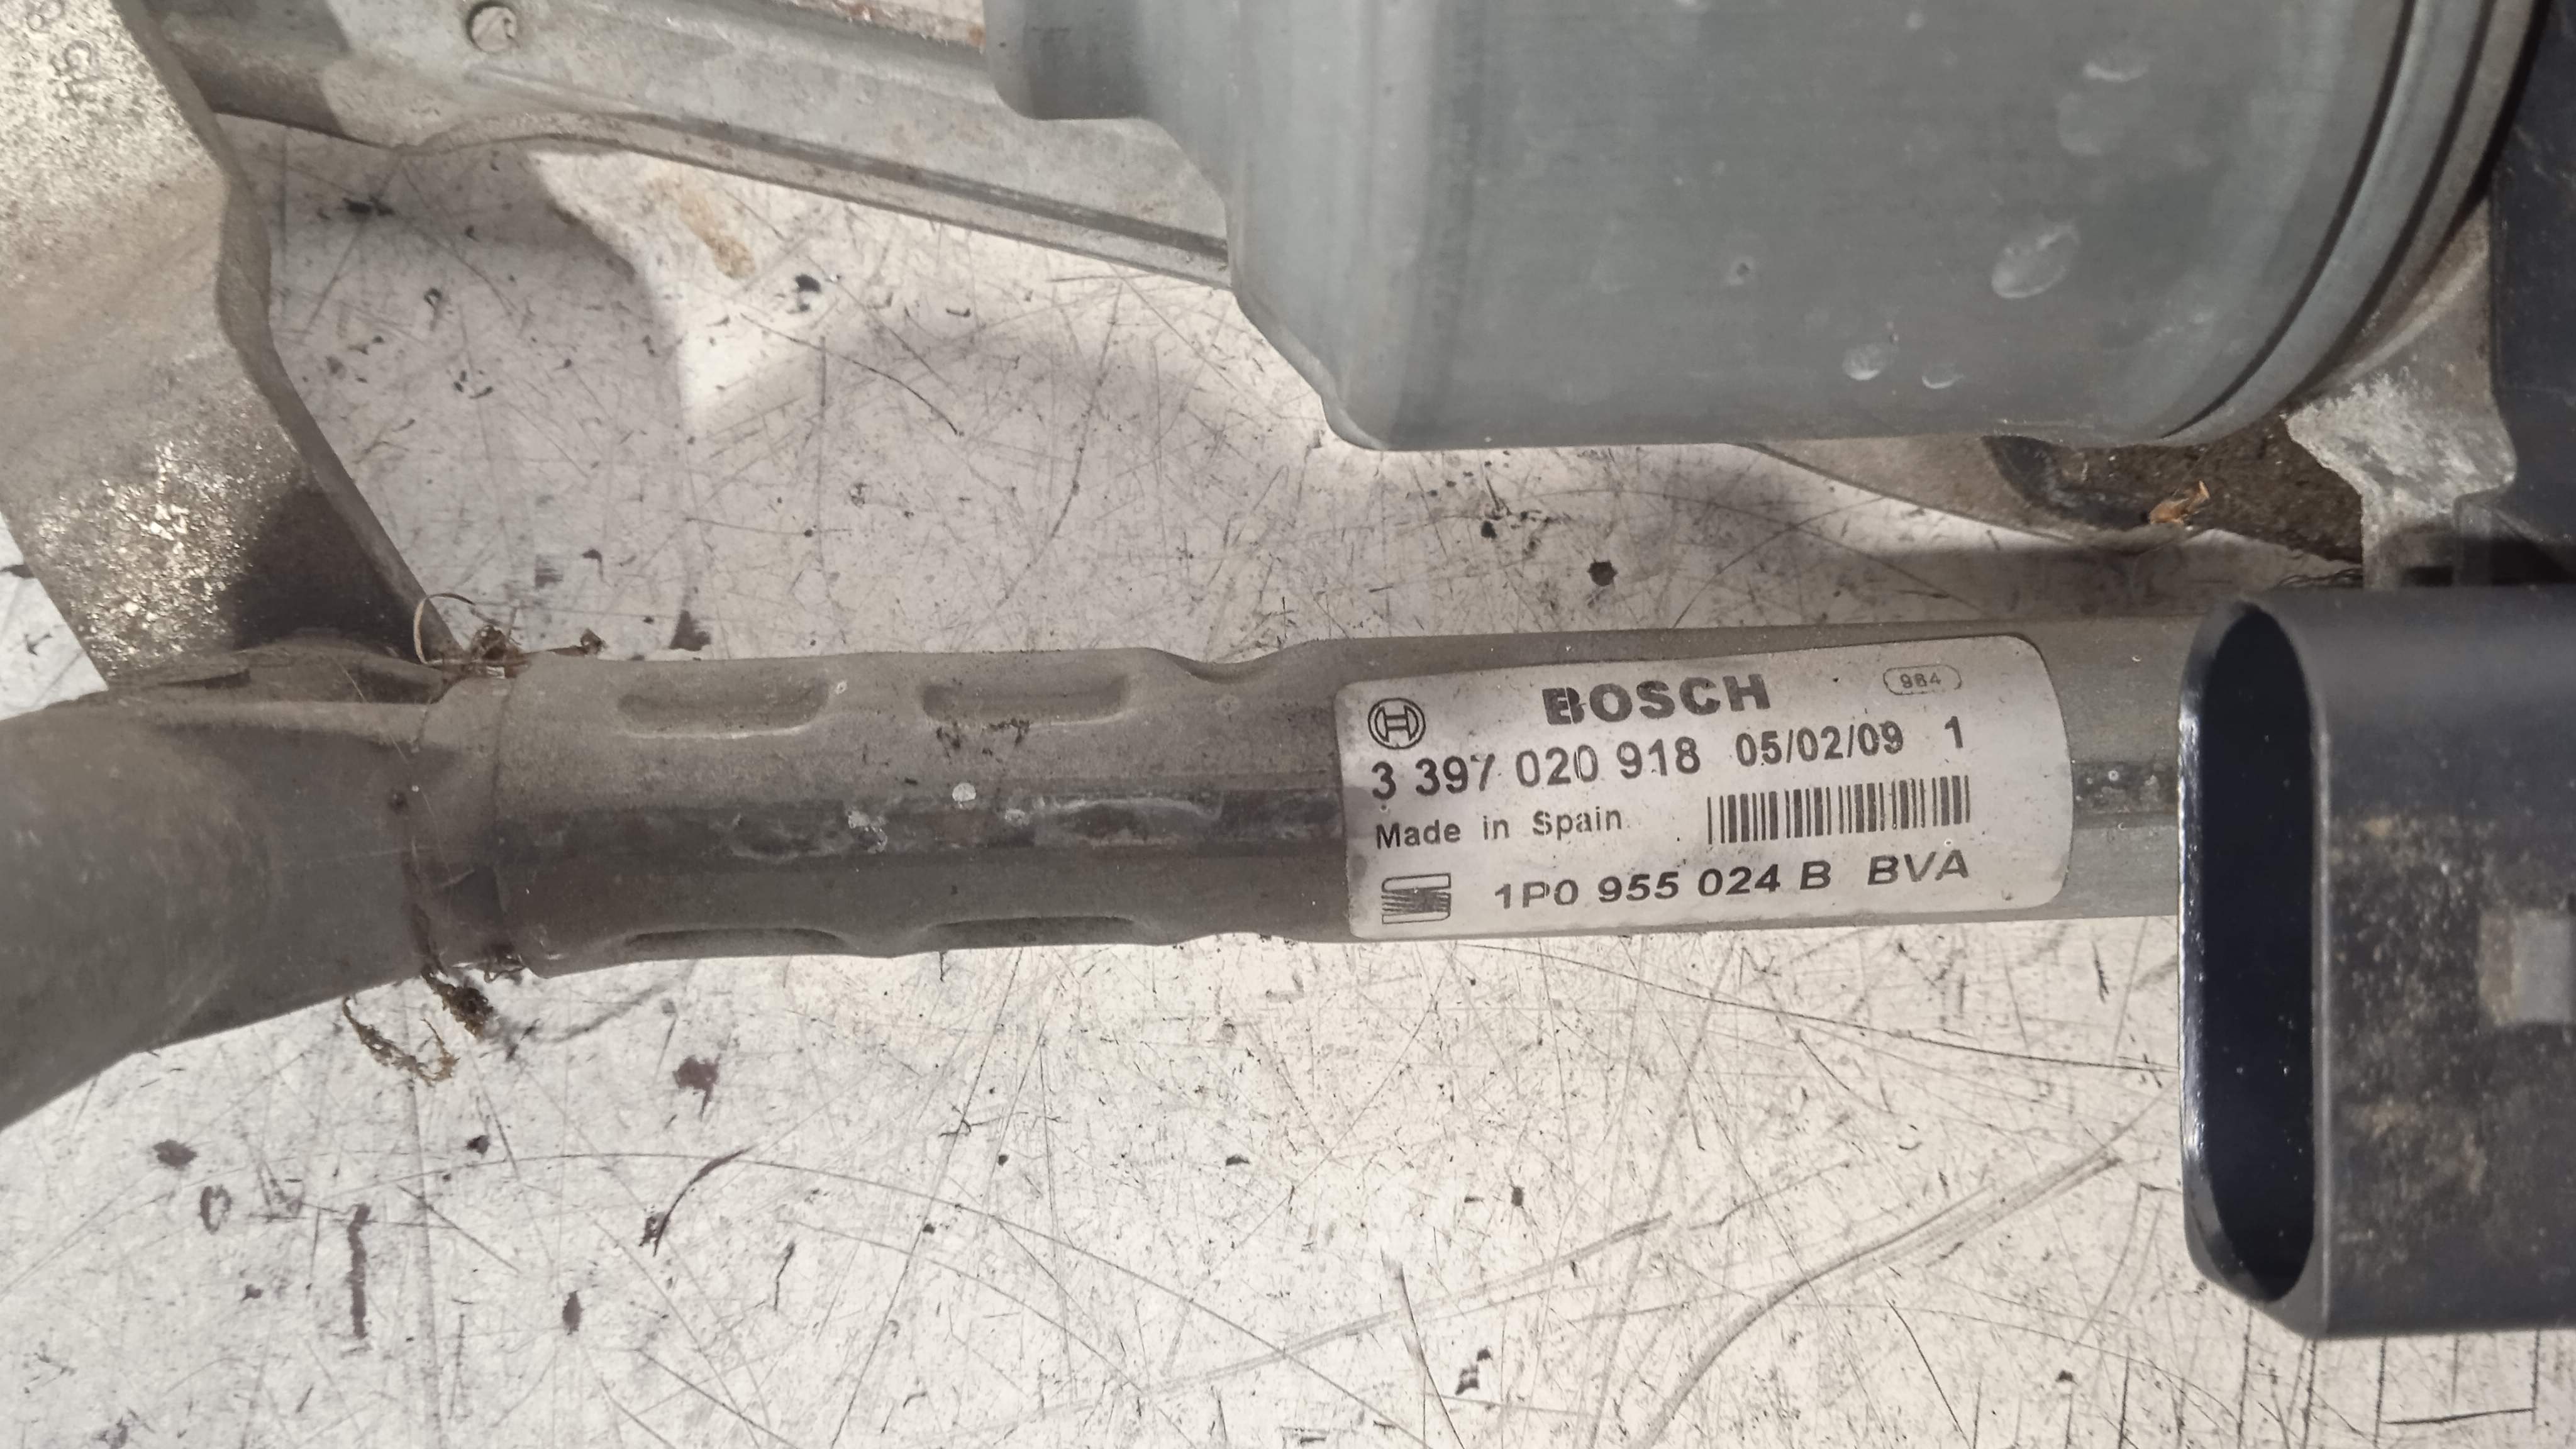 BOSCH 984
3 397 020 918 05/02/09 1
Made in Spain
1P0 955 024 B BVA